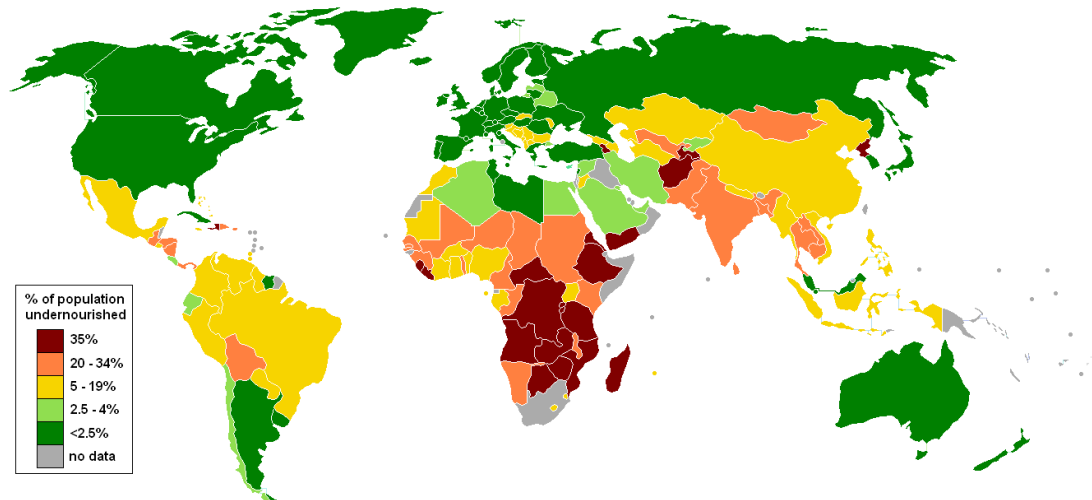 % of population
undernourished
35%
20 - 34%
5 - 19%
2.5 - 4%
<2.5%
no data